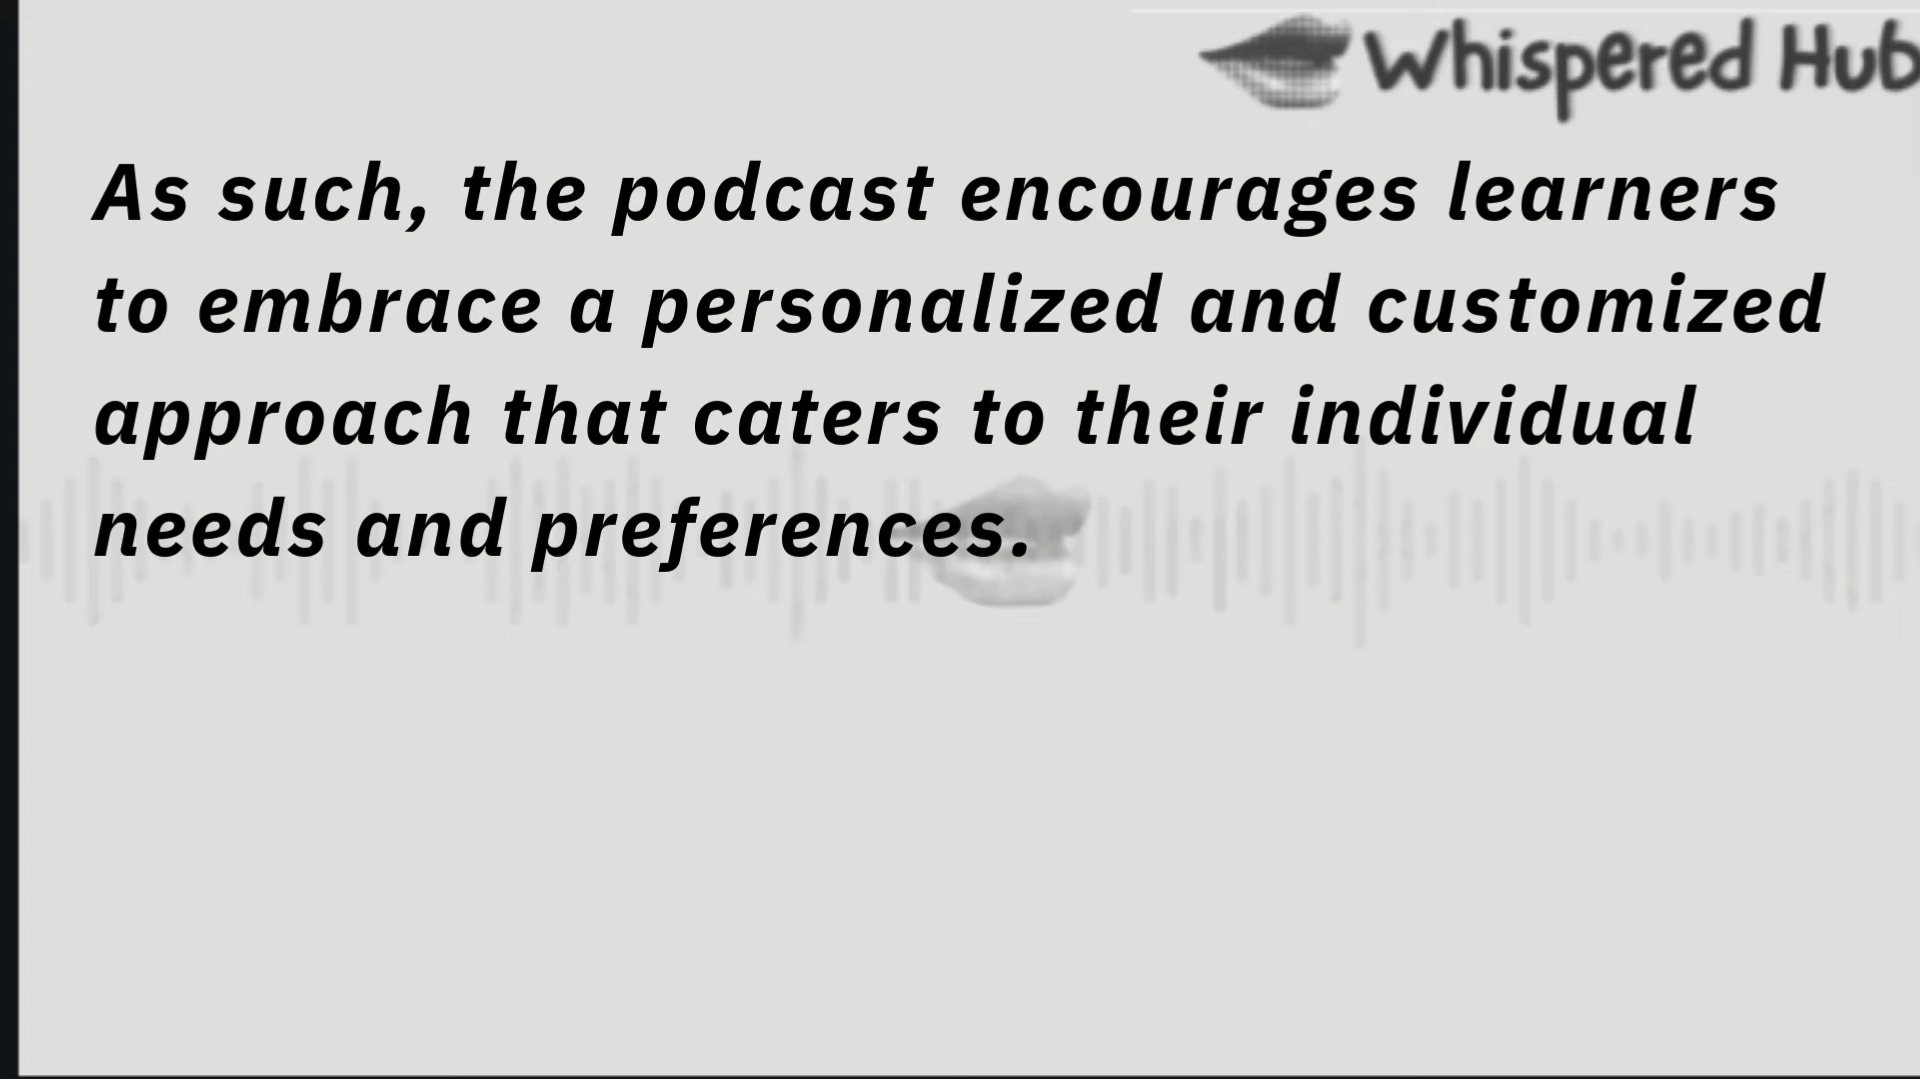 Whispered Hub
As such, the podcast encourages learners
to embrace a personalized and customized
approach that caters to their individual
needs and preferences.